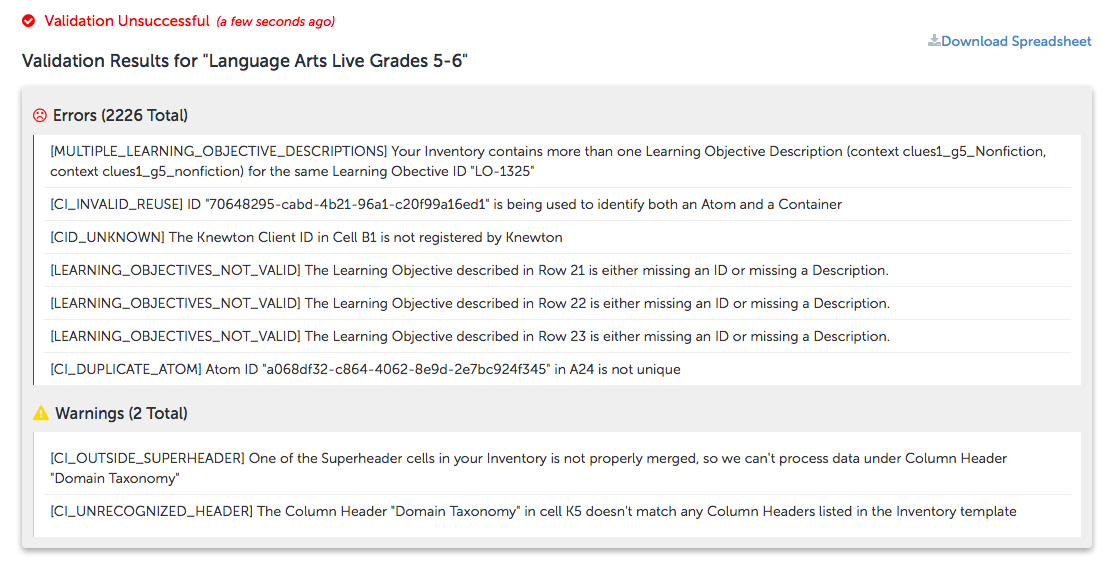 Validation Unsuccessful (a few seconds ago)
Download Spreadsheet
Validation Results for "Language Arts Live Grades 5-6"
Errors (2226 Total)
[MULTIPLE_LEARNING_OBJECTIVE_DESCRIPTIONS] Your Inventory contains more than one Learning Objective Description (context clues1_g5_Nonfiction,
context clues1_g5_nonfiction) for the same Learning Obective ID "LO-1325"
[CI_INVALID_REUSE] ID "70648295-cabd-4b21-96a1-c20f99a16ed1" is being used to identify both an Atom and a Container
[CID_UNKNOWN] The Knewton Client ID in Cell B1 is not registered by Knewton
[LEARNING_OBJECTIVES_NOT_VALID] The Learning Objective described in Row 21 is either missing an ID or missing a Description.
[LEARNING_OBJECTIVES_NOT_VALID] The Learning Objective described in Row 22 is either missing an ID or missing a Description.
[LEARNING_OBJECTIVES_NOT_VALID] The Learning Objective described in Row 23 is either missing an ID or missing a Description.
[CI_DUPLICATE_ATOM] Atom ID "a068df32-c864-4062-8e9d-2e7bc924f345" in A24 is not unique
Warnings (2 Total)
[CI_OUTSIDE_SUPERHEADER] One of the Superheader cells in your Inventory is not properly merged, so we can't process data under Column Header
"Domain Taxonomy"
[CI_UNRECOGNIZED_HEADER] The Column Header "Domain Taxonomy" in cell K5 doesn't match any Column Headers listed in the Inventory template